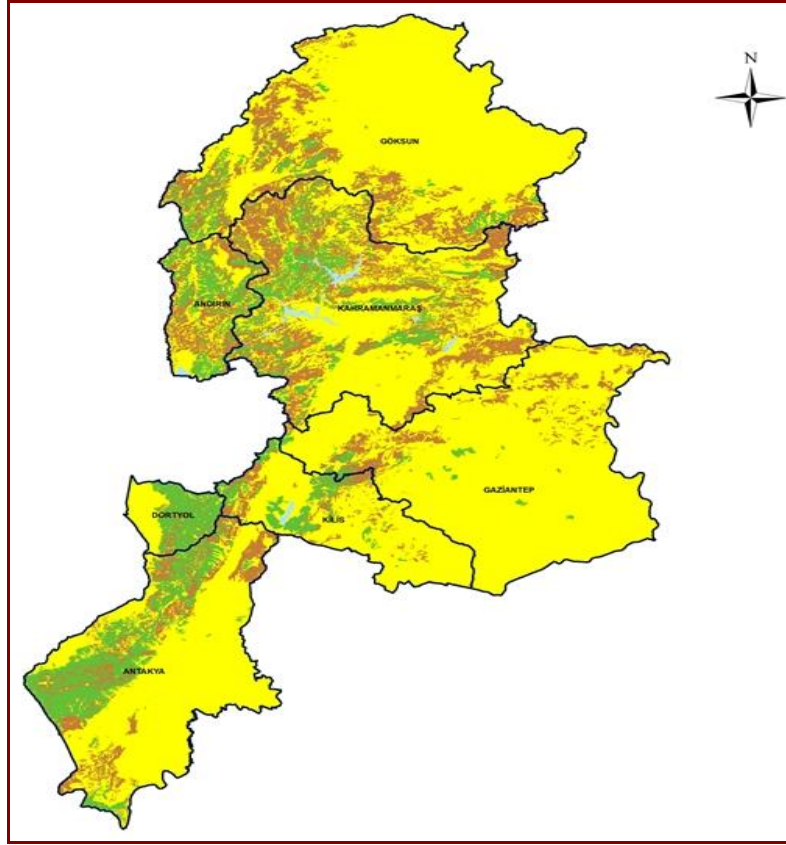 N
GÖKSUN
ANDIRIN
KAHRAMANMARAŞ
GAZİANTEP
DÖRTYOL
KİLİS
ANTAKYA